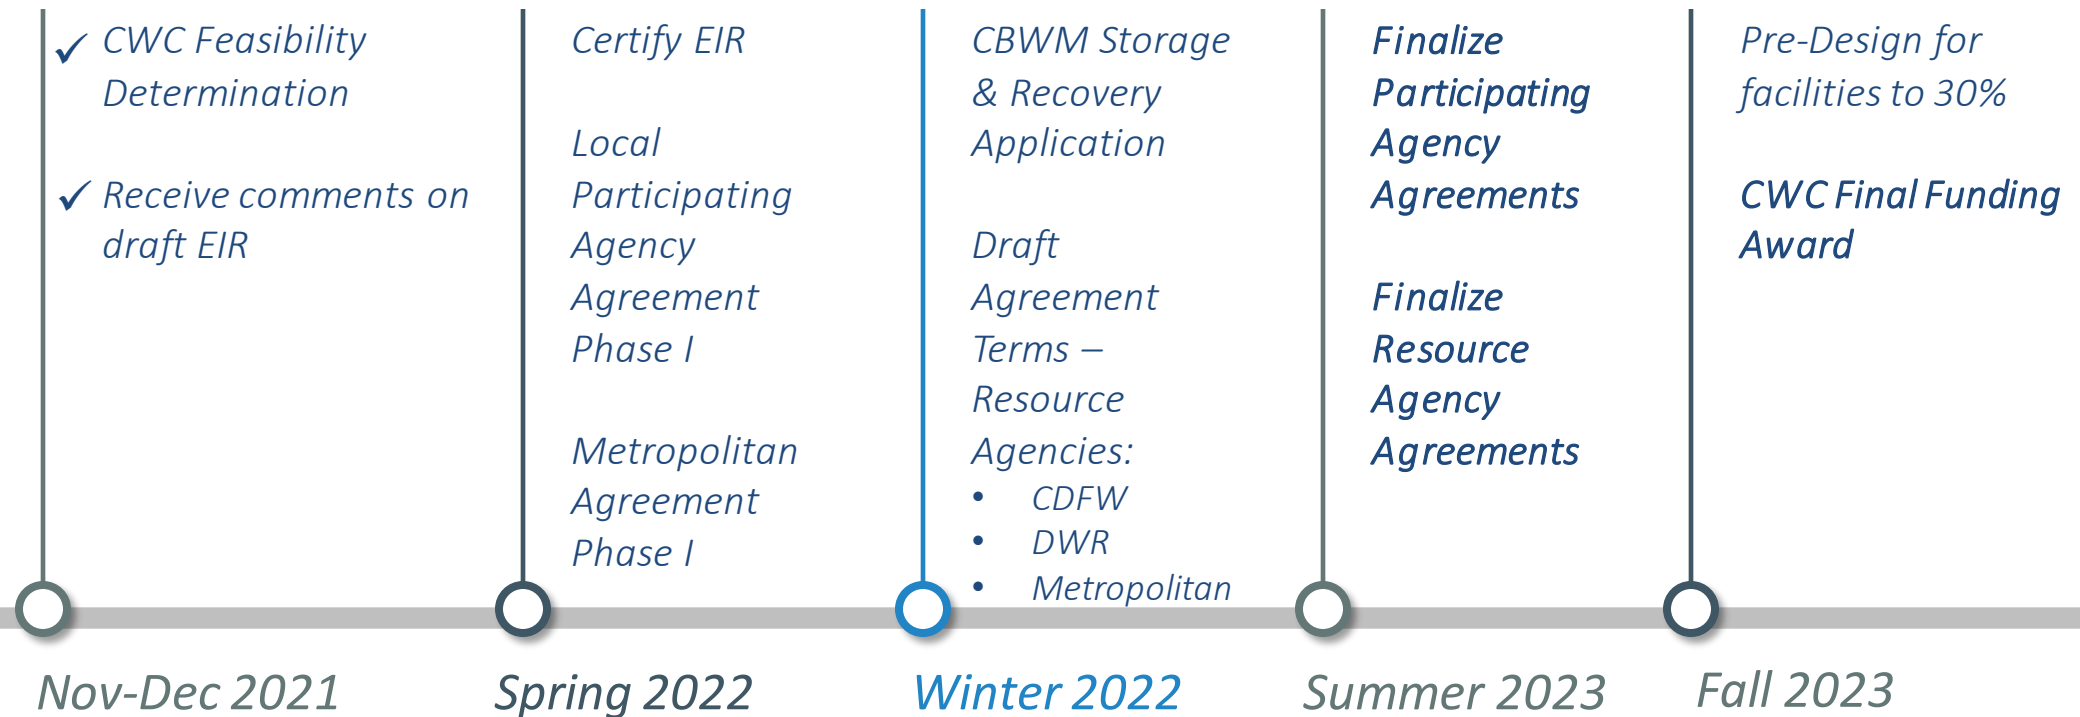 ✓ CWC Feasibility
Determination
✓ Receive comments on
draft EIR
Nov-Dec 2021
Certify EIR
Local
Participating
Agency
Agreement
Phase I
Metropolitan
Agreement
Phase I
Spring 2022
CBWM Storage
& Recovery
Application
Draft
Agreement
Terms –
Resource
Agencies:
• CDFW
• DWR
• Metropolitan
Winter 2022
Finalize
Participating
Agency
Agreements
Finalize
Resource
Agency
Agreements
Summer 2023
Pre-Design for
facilities to 30%
CWC Final Funding
Award
Fall 2023